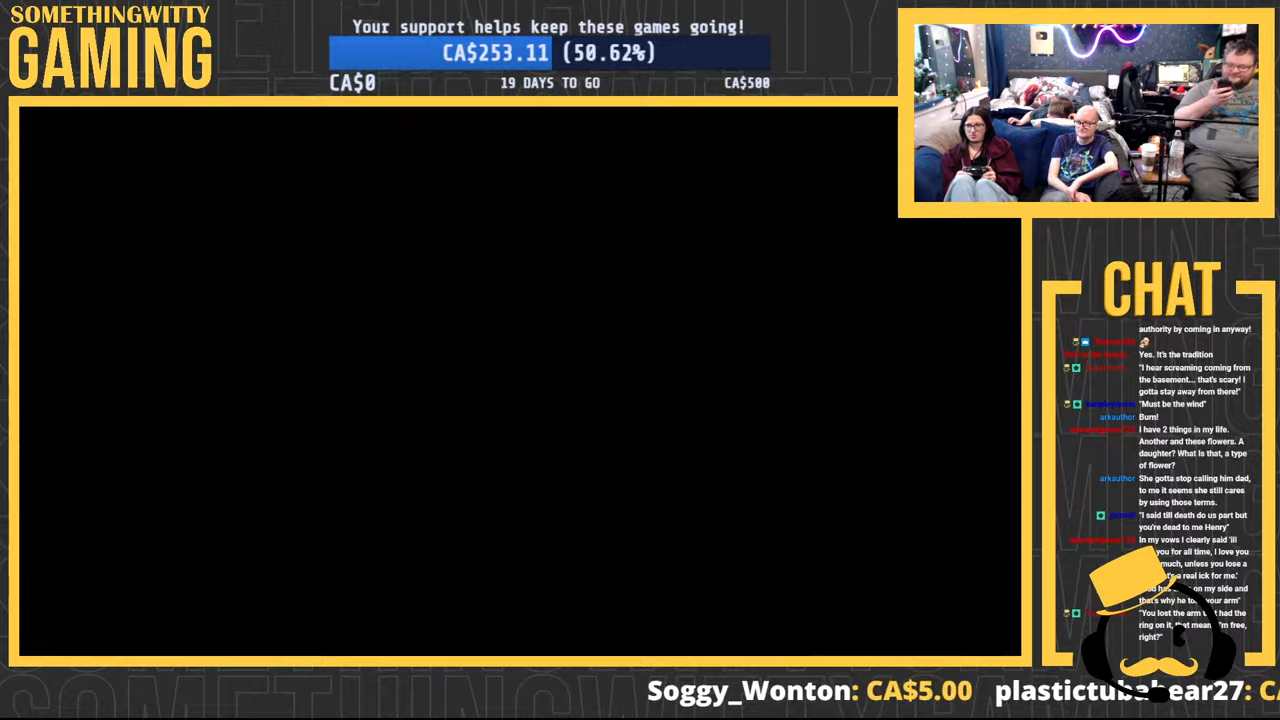 SOMETHINGWITTY
GAMING
Your support helps keep these games going!
CA$253.11 (50.62%)
CA$0 19 DAYS TO GO CA$500
CHAT
authority by coming in anyway!
Yes. It's the tradition
"I hear screaming coming from
the basement... that's scary! I
gotta stay away from there!"
"Must be the wind"
arkauthor Burn!
I have 2 things in my life.
Another and these flowers. A
daughter? What is that, a type
of flower?
arkauthor She gotta stop calling him dad,
to me it seems she still cares
by using those terms.
"I said till death do us part but
you're dead to me Henry"
In my vows I clearly said 'ill
you for all time, I love you
much, unless you lose a
a real ick for me.'
on my side and
that's why he your arm"
"You lost the arm had the
ring on it, that I'm free,
right?"
Soggy_Wonton: CA$5.00 plastictubabear27: CA